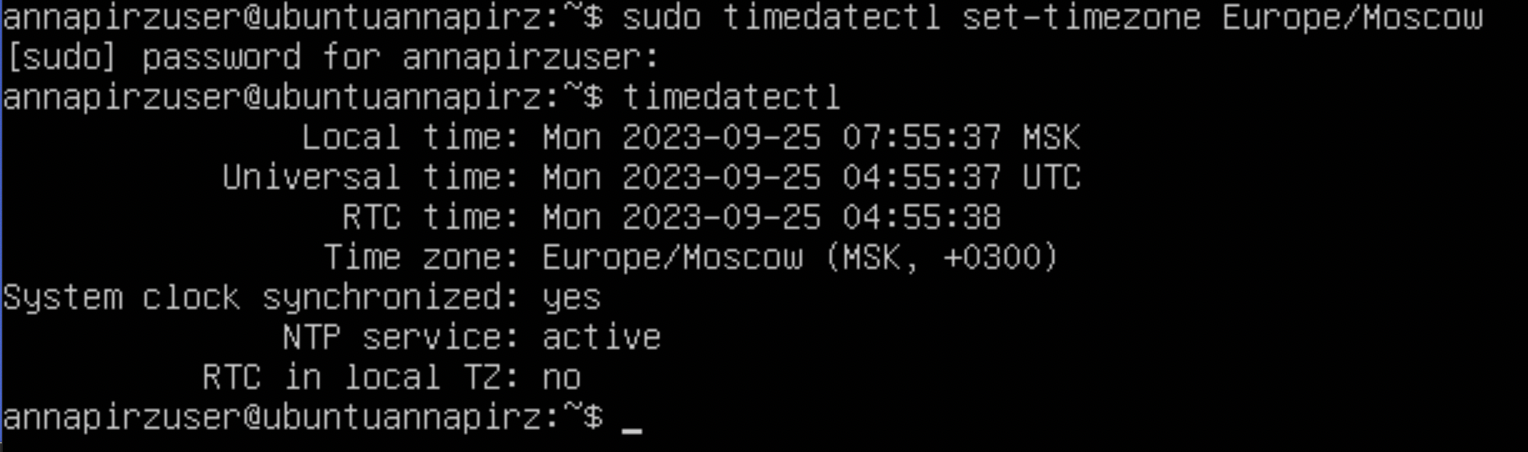 annapirzuser@ubuntuannapirz:~$ sudo timedatectl set-timezone Europe/Moscow
[sudo] password for annapirzuser:
annapirzuser@ubuntuannapirz:~$ timedatectl
Local time: Mon 2023-09-25 07:55:37 MSK
Universal time: Mon 2023-09-25 04:55:37 UTC
RTC time: Mon 2023-09-25 04:55:38
Time zone: Europe/Moscow (MSK, +0300)
System clock synchronized: yes
NTP service: active
RTC in local TZ: no
annapirzuser@ubuntuannapirz:~$ _